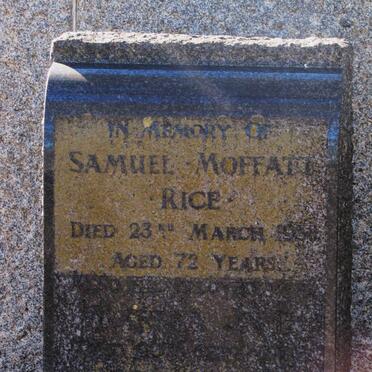 IN MEMORY OF
SAMUEL MOFFATT
RICE
DIED 23RD MARCH
AGED 72 YEARS.